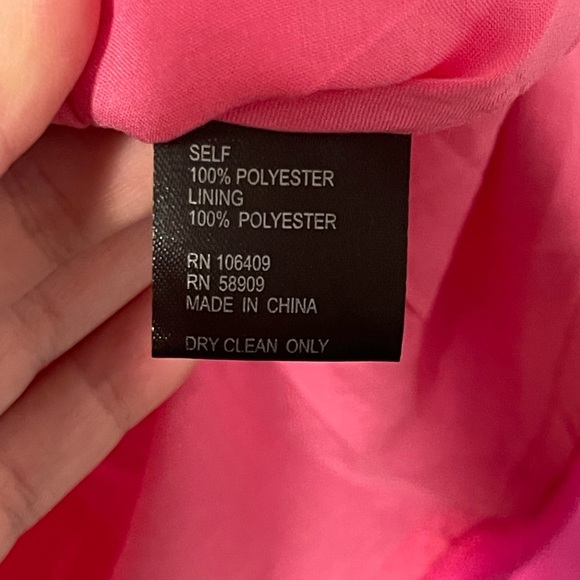 SELF
100% POLYESTER
LINING
100% POLYESTER
RN 106409
RN 58909
MADE IN CHINA
DRY CLEAN ONLY